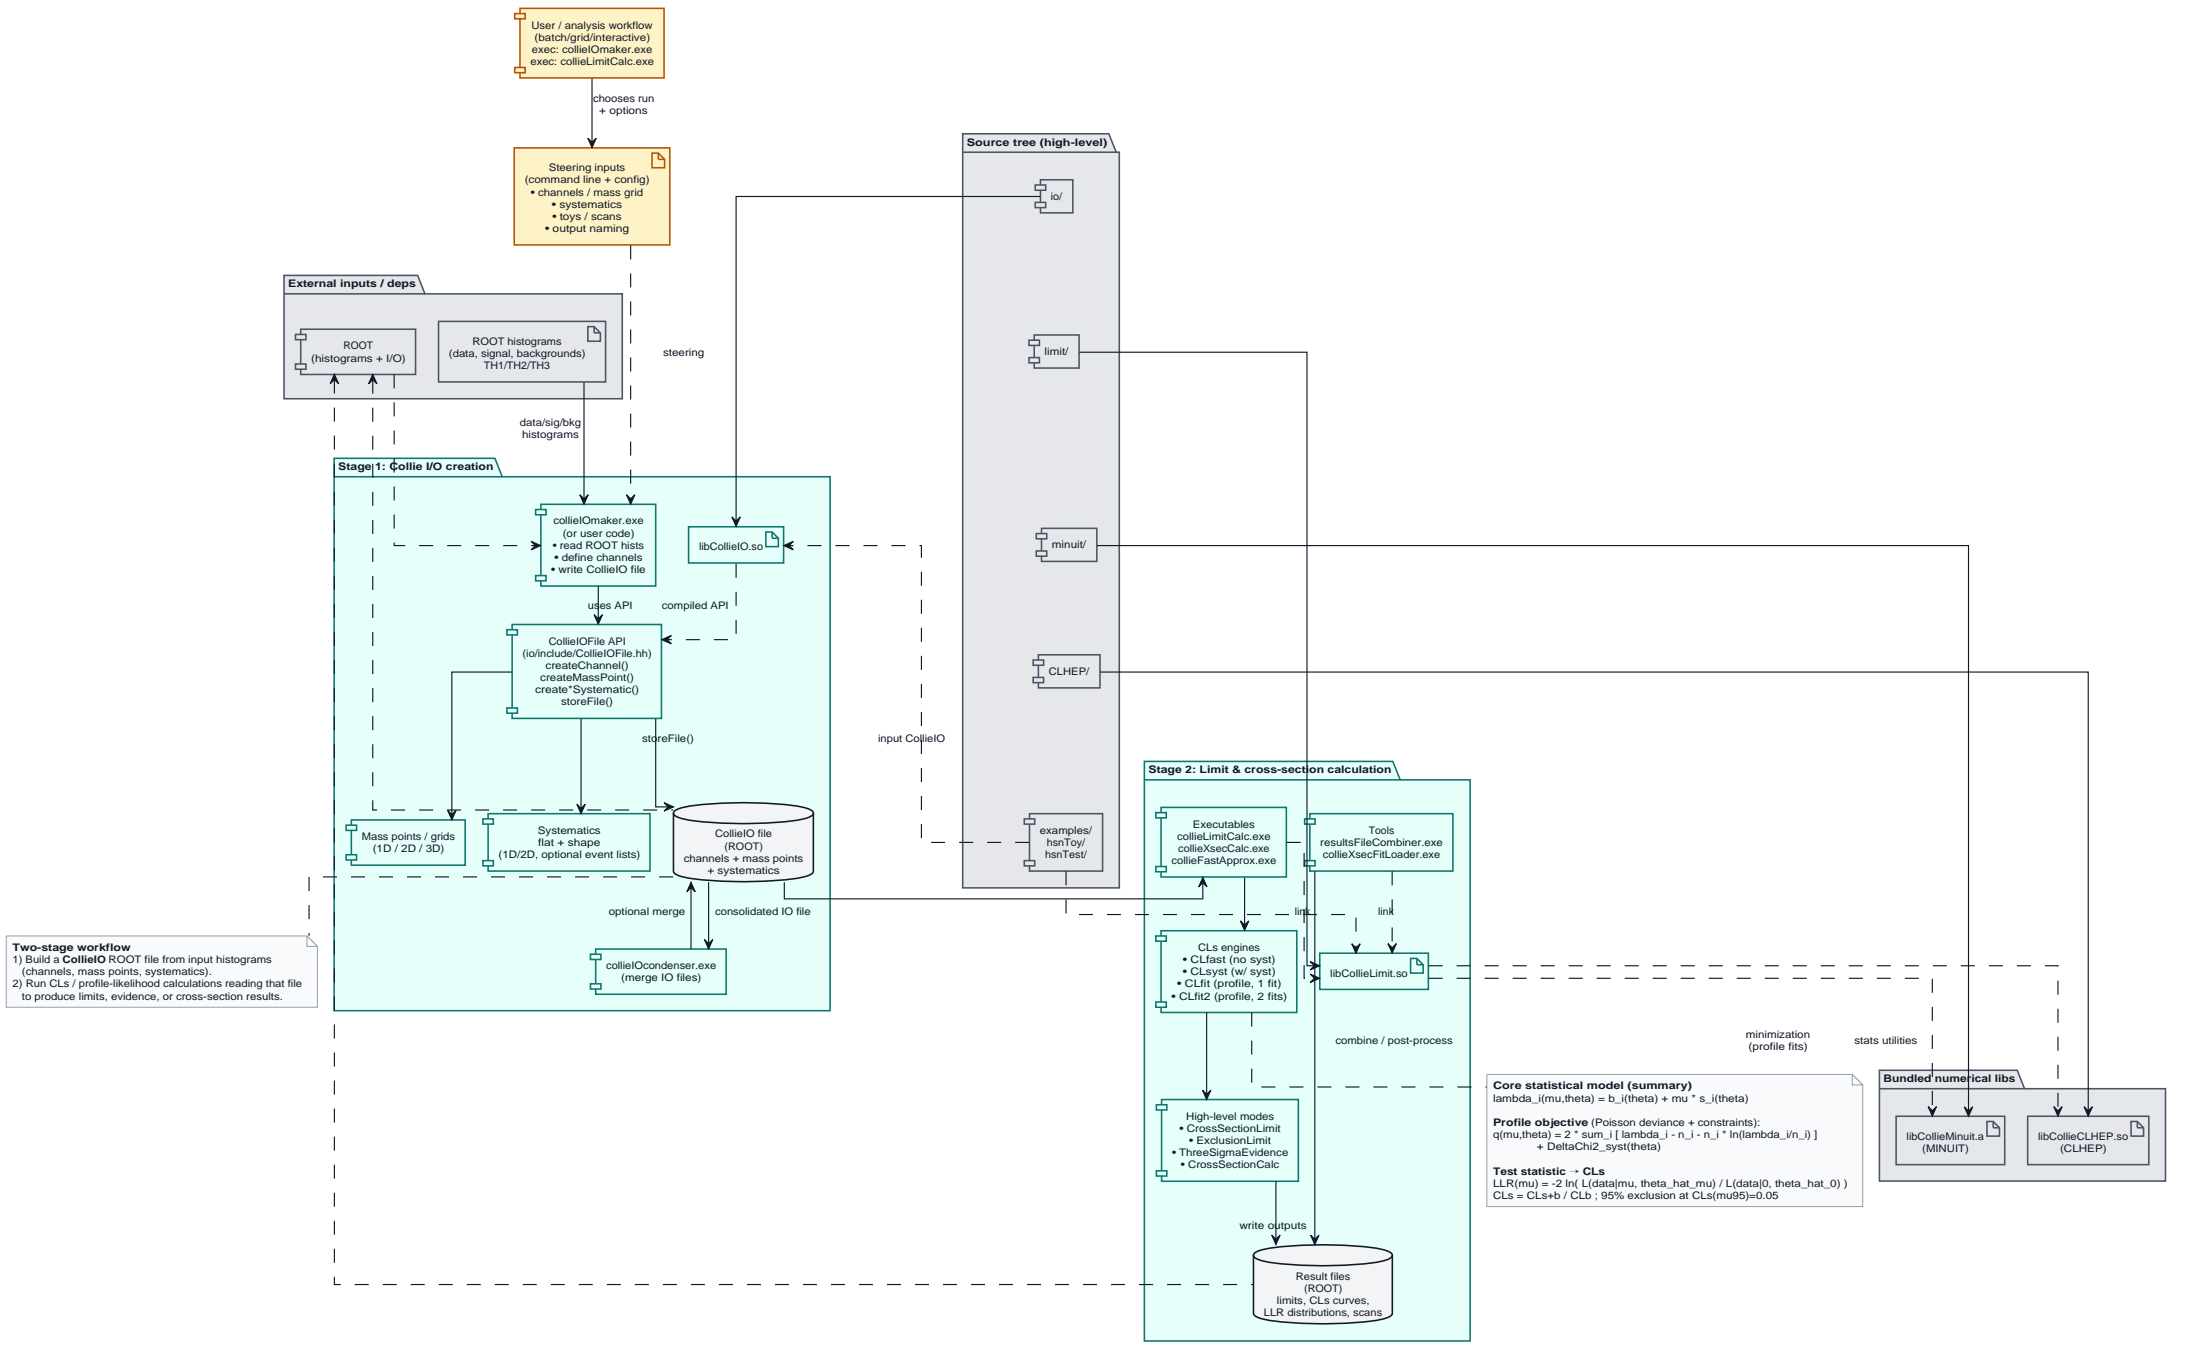 User / analysis workflow
(batch/grid/interactive)
exec: collieIOmaker.exe
exec: collieLimitCalc.exe
chooses run
+ options
Steering inputs
(command line + config)
• channels / mass grid
• systematics
• toys / scans
• output naming
steering
External inputs / deps
ROOT
(histograms + I/O)
ROOT histograms
(data, signal, backgrounds)
TH1/TH2/TH3
data/sig/bkg
histograms
Source tree (high-level)
io/
limit/
minuit/
CLHEP/
examples/
hsnToy/
hsnTest/
Stage 1: Collie I/O creation
collieIOmaker.exe
(or user code)
• read ROOT hists
• define channels
• write CollieIO file
libCollieIO.so
uses API
compiled API
CollieIOFile API
(io/include/CollieIOFile.hh)
createChannel()
createMassPoint()
create*Systematic()
storeFile()
storeFile()
input CollieIO
Mass points / grids
(1D / 2D / 3D)
Systematics
flat + shape
(1D/2D, optional event lists)
CollieIO file
(ROOT)
channels + mass points
+ systematics
optional merge
consolidated IO file
collieIOcondenser.exe
(merge IO files)
Two-stage workflow
1) Build a CollieIO ROOT file from input histograms
(channels, mass points, systematics).
2) Run CLs / profile-likelihood calculations reading that file
to produce limits, evidence, or cross-section results.
Stage 2: Limit & cross-section calculation
Executables
collieLimitCalc.exe
collieXsecCalc.exe
collieFastApprox.exe
Tools
resultsFileCombiner.exe
collieXsecFitLoader.exe
link
link
CLs engines
• CLfast (no syst)
• CLsyst (w/ syst)
• CLfit (profile, 1 fit)
• CLfit2 (profile, 2 fits)
libCollieLimit.so
combine / post-process
minimization
(profile fits)
stats utilities
High-level modes
• CrossSectionLimit
• ExclusionLimit
• ThreeSigmaEvidence
• CrossSectionCalc
write outputs
Result files
(ROOT)
limits, CLs curves,
LLR distributions, scans
Core statistical model (summary)
lambda_i(mu,theta) = b_i(theta) + mu * s_i(theta)
Profile objective (Poisson deviance + constraints):
q(mu,theta) = 2 * sum_i [ lambda_i - n_i - n_i * ln(lambda_i/n_i) ]
+ DeltaChi2_syst(theta)
Test statistic → CLs
LLR(mu) = -2 ln( L(data|mu, theta_hat_mu) / L(data|0, theta_hat_0) )
CLs = CLs+b / CLb ; 95% exclusion at CLs(mu95)=0.05
Bundled numerical libs
libCollieMinuit.a
(MINUIT)
libCollieCLHEP.so
(CLHEP)